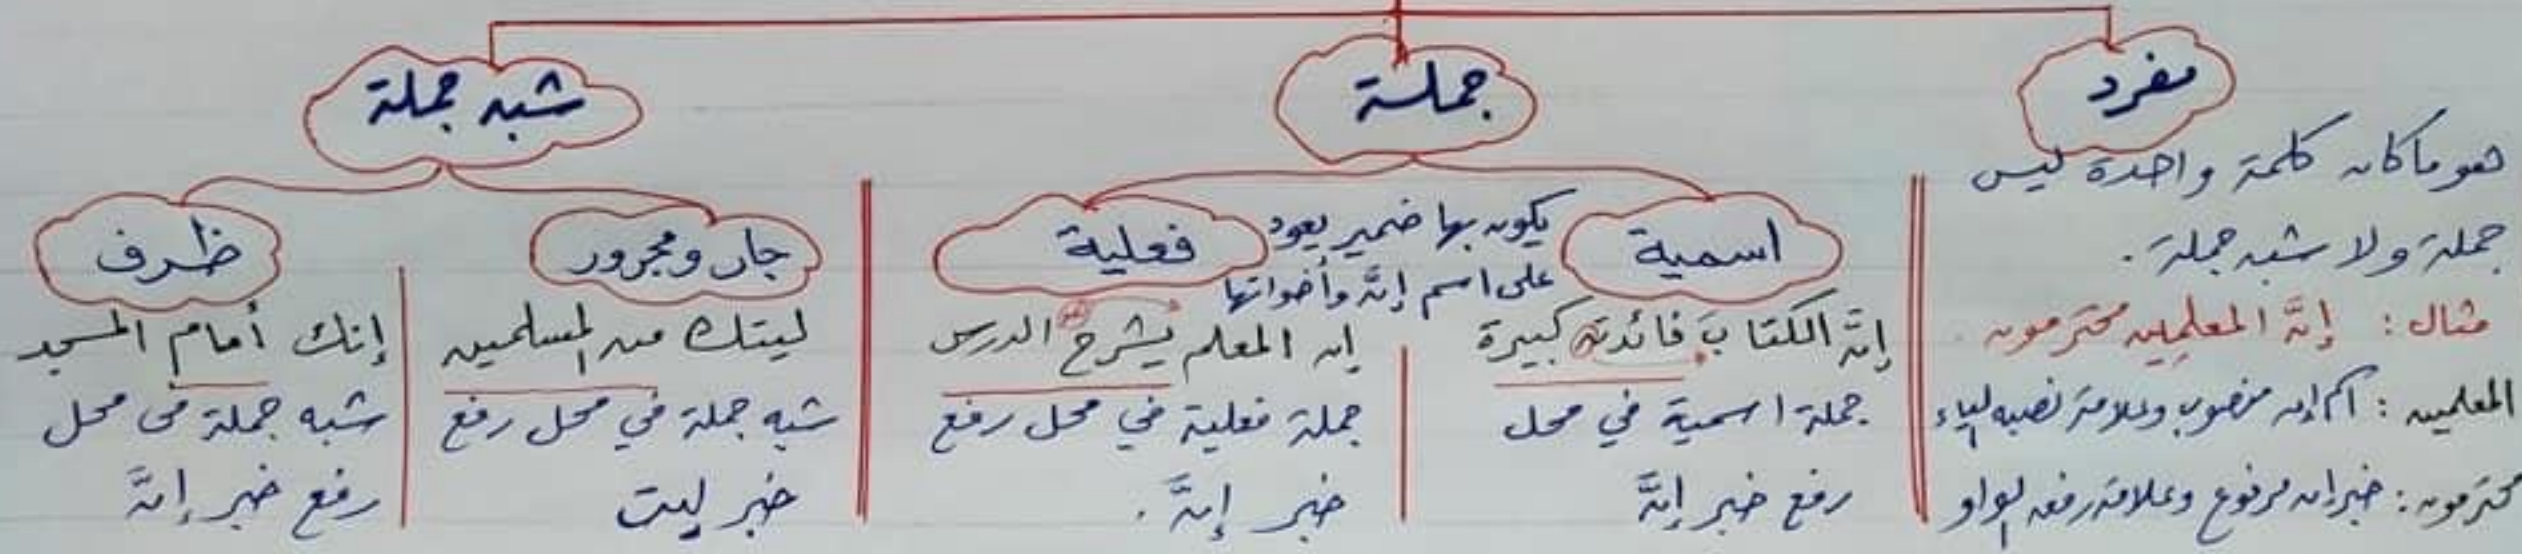 مفرد
هو ما كان كلمة واحدة ليس
جملة ولا شبه جملة.
مثال: إنَّ المعلمين محترمون
المعلمين: اسم إن منصوب وعلامة نصبه الياء
محترمون: خبر إن مرفوع وعلامة رفعه الواو
جملة
يكون بها ضمير يعود
على اسم إنَّ وأخواتها
اسمية
إنَّ الكتابَ فائدته كبيرة
جملة اسمية في محل
رفع خبر إنَّ
فعلية
إن المعلم يشرح هو الدرس
جملة فعلية في محل رفع
خبر إنَّ.
شبه جملة
جار ومجرور
ليتك من المسلمين
شبه جملة في محل رفع
خبر ليت
ظرف
إنك أمام المسجد
شبه جملة في محل
رفع خبر إنَّ